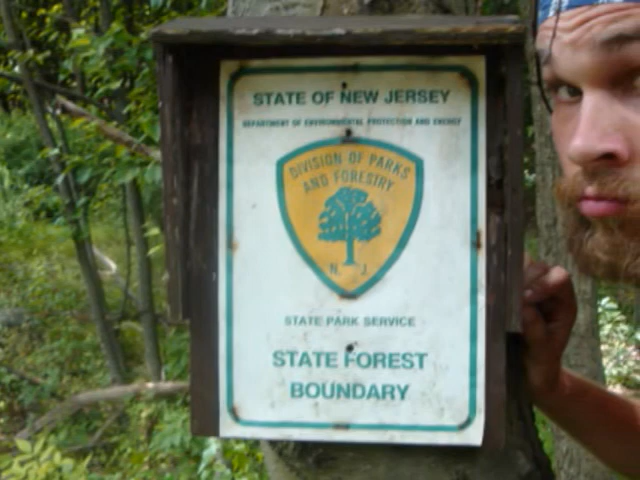 STATE OF NEW JERSEY
DEPARTMENT OF ENVIRONMENTAL PROTECTION AND ENERGY
DIVISION OF PARKS
AND FORESTRY
N. J.
STATE PARK SERVICE
STATE FOREST
BOUNDARY